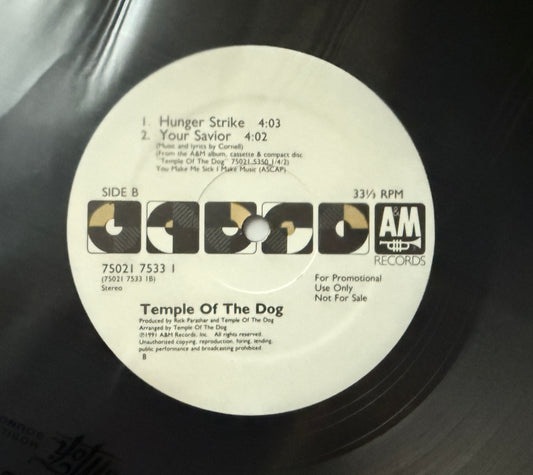 1. Hunger Strike 4:03
2. Your Savior 4:02
(Music and lyrics by Cornell)
(From the A&M album, cassette & compact disc
"Temple Of The Dog" 75021 5350 1/4/2)
You Make Me Sick I Make Music (ASCAP)
SIDE B
33⅓ RPM
A&M
RECORDS
75021 7533 1
(75021 7533 1B)
Stereo
For Promotional
Use Only
Not For Sale
Temple Of The Dog
Produced by Rick Parashar and Temple Of The Dog
Arranged by Temple Of The Dog
℗1991 A&M Records, Inc. All rights reserved.
Unauthorized copying, reproduction, hiring, lending,
public performance and broadcasting prohibited.
B